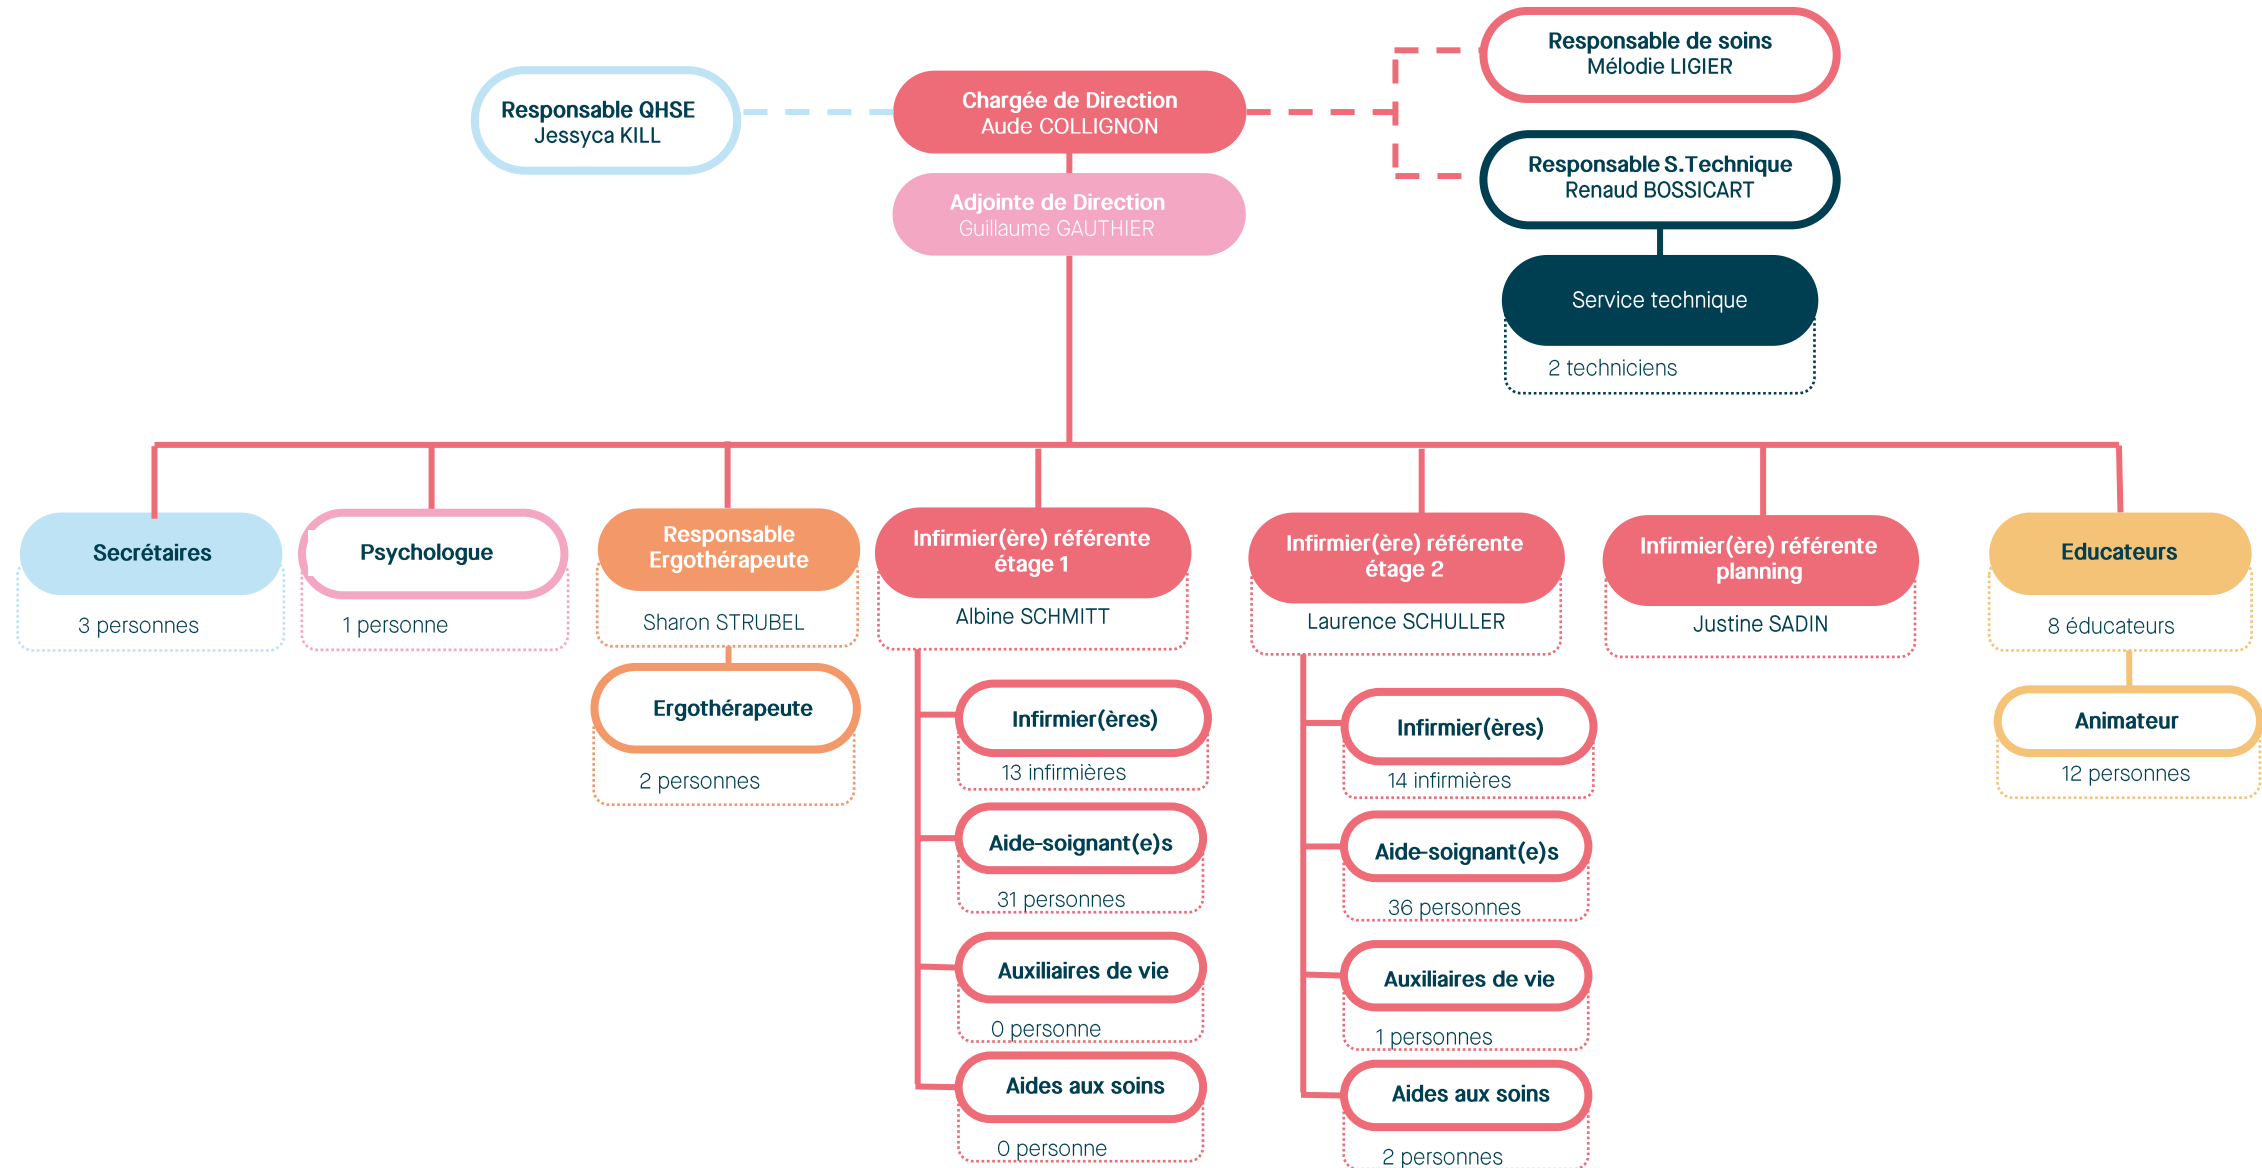 Responsable de soins
Mélodie LIGIER
Responsable QHSE
Jessyca KILL
Chargée de Direction
Aude COLLIGNON
Responsable S.Technique
Renaud BOSSICART
Adjointe de Direction
Guillaume GAUTHIER
Service technique
2 techniciens
Secrétaires
3 personnes
Psychologue
1 personne
Responsable
Ergothérapeute
Sharon STRUBEL
Ergothérapeute
2 personnes
Infirmier(ère) référente
étage 1
Albine SCHMITT
Infirmier(ères)
13 infirmières
Aide-soignant(e)s
31 personnes
Auxiliaires de vie
0 personne
Aides aux soins
0 personne
Infirmier(ère) référente
étage 2
Laurence SCHULLER
Infirmier(ères)
14 infirmières
Aide-soignant(e)s
36 personnes
Auxiliaires de vie
1 personnes
Aides aux soins
2 personnes
Infirmier(ère) référente
planning
Justine SADIN
Educateurs
8 éducateurs
Animateur
12 personnes